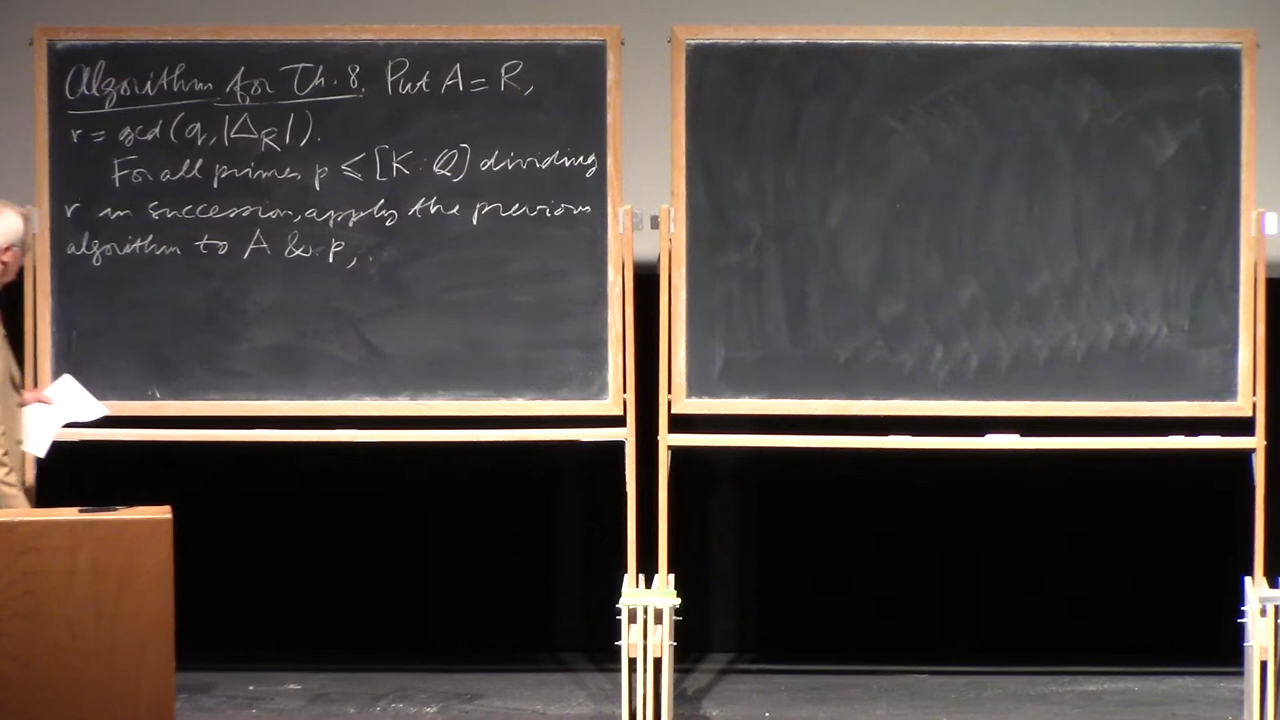 Algorithm for Th. 8. Put A = R,
r = gcd(q, |Δ_R|).
For all primes p ⩽ [K : Q] dividing
r in succession, apply the previous
algorithm to A & p,